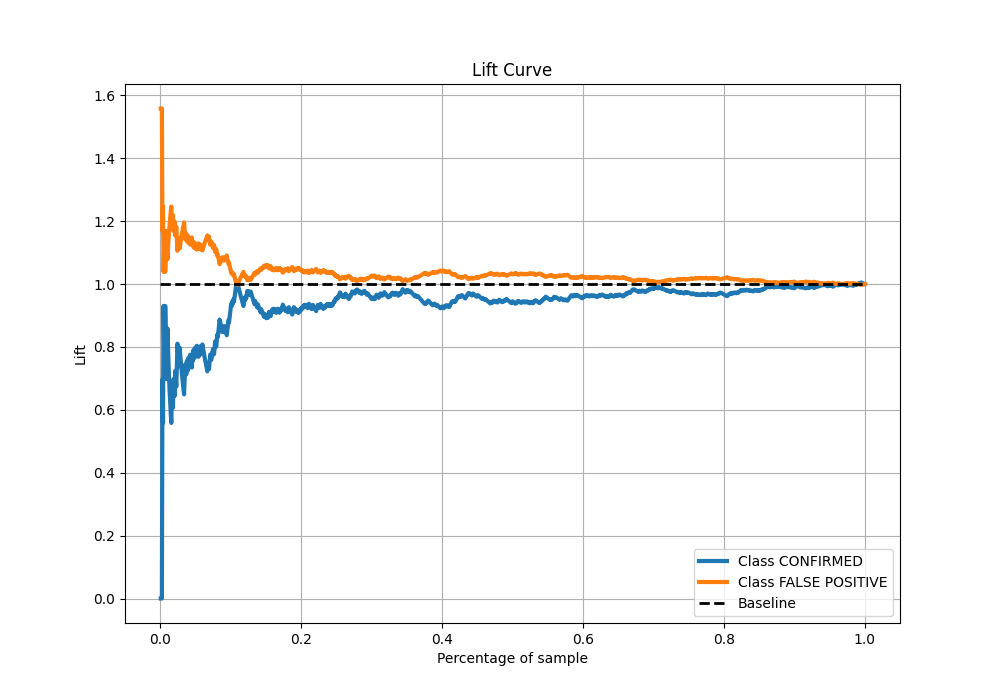 Lift Curve
1.6
1.4
1.2
1.0
0.8
0.6
0.4
0.2
0.0
Lift
0.0 0.2 0.4 0.6 0.8 1.0
Percentage of sample
Class CONFIRMED
Class FALSE POSITIVE
Baseline